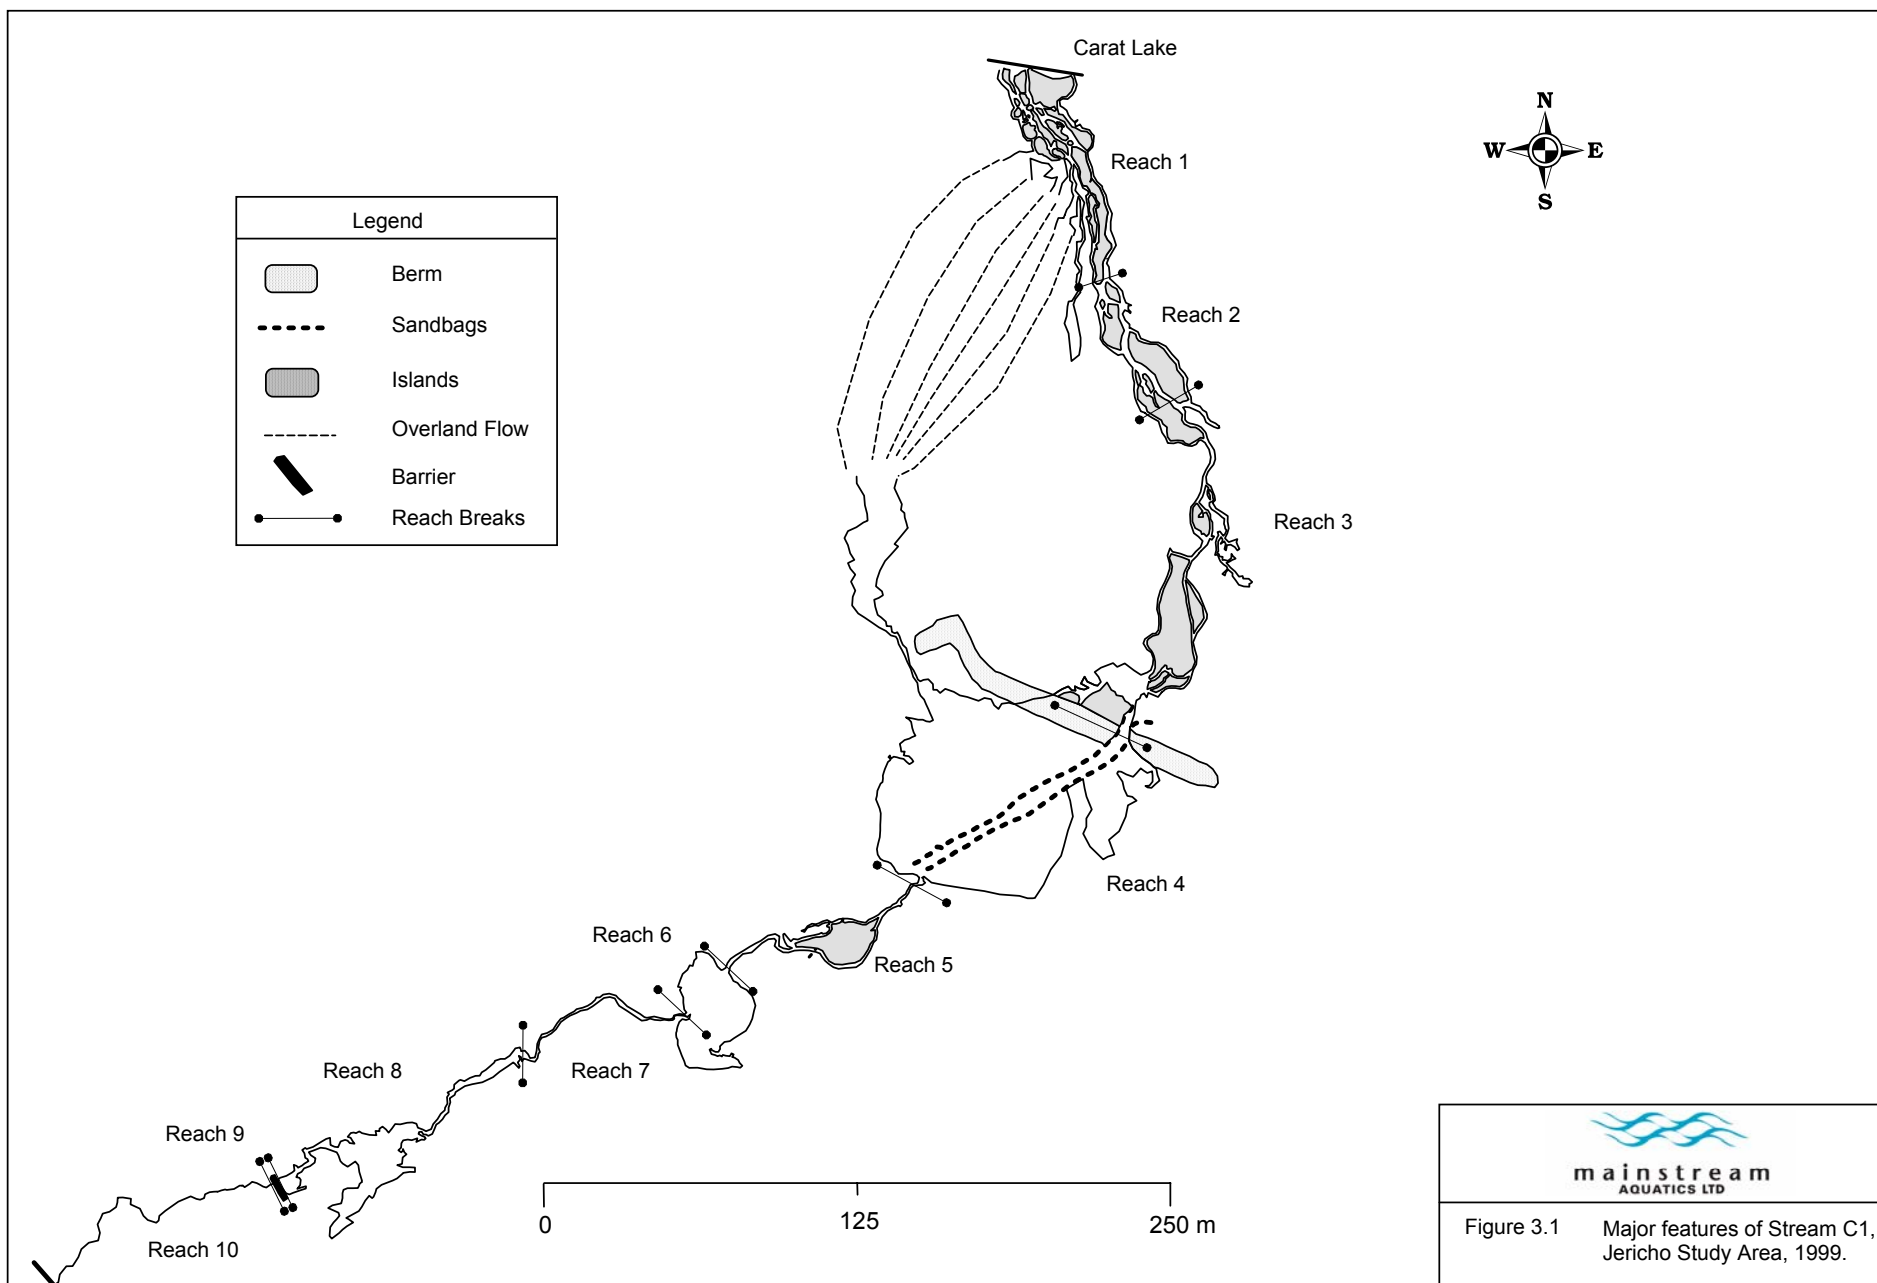 Carat Lake
N
W E
S
Reach 1
Legend
Berm
Sandbags
Islands
Overland Flow
Barrier
Reach Breaks
Reach 2
Reach 3
Reach 4
Reach 5
Reach 6
Reach 7
Reach 8
Reach 9
Reach 10
0 125 250 m
mainstream
AQUATICS LTD
Figure 3.1 Major features of Stream C1,
Jericho Study Area, 1999.